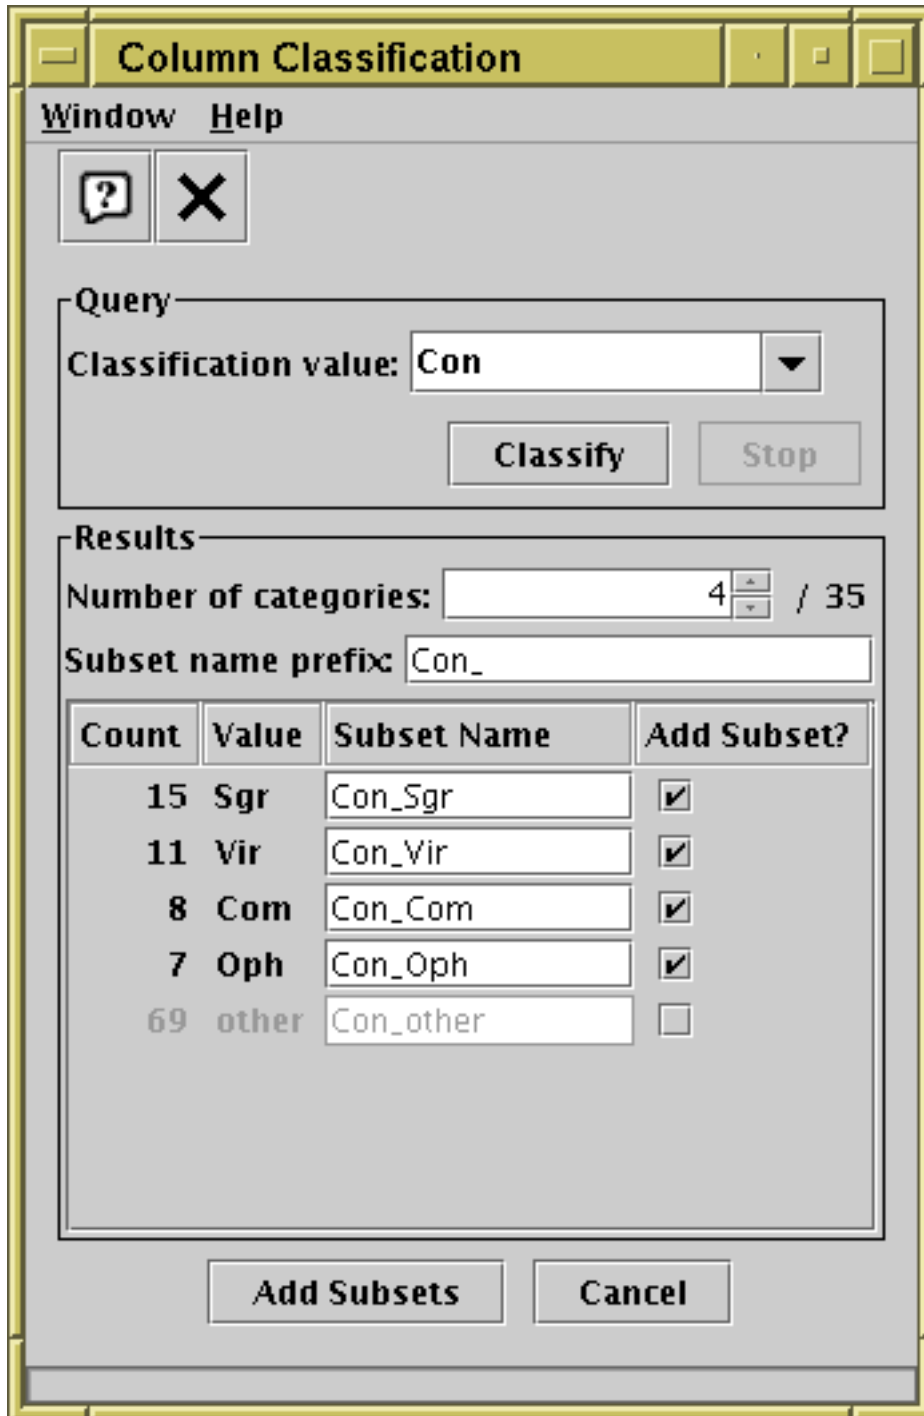 Column Classification
Window Help
?
Query
Classification value: Con
Classify Stop
Results
Number of categories: 4 / 35
Subset name prefix: Con_
Count Value Subset Name Add Subset?
15 Sgr Con_Sgr
11 Vir Con_Vir
8 Com Con_Com
7 Oph Con_Oph
69 other Con_other
Add Subsets Cancel